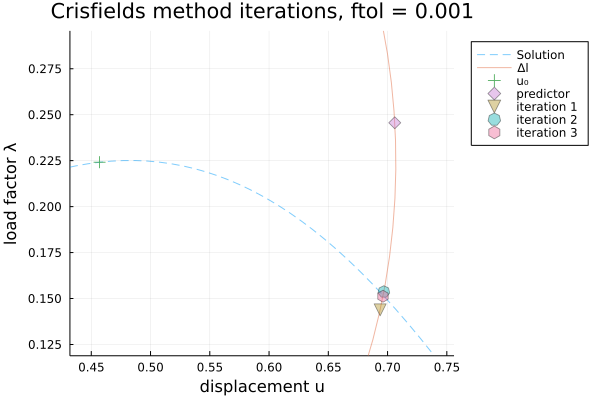 Crisfields method iterations, ftol = 0.001
load factor λ
0.275
0.250
0.225
0.200
0.175
0.150
0.125
0.45
0.50
0.55
0.60
0.65
0.70
0.75
displacement u
Solution
Δl
u₀
predictor
iteration 1
iteration 2
iteration 3